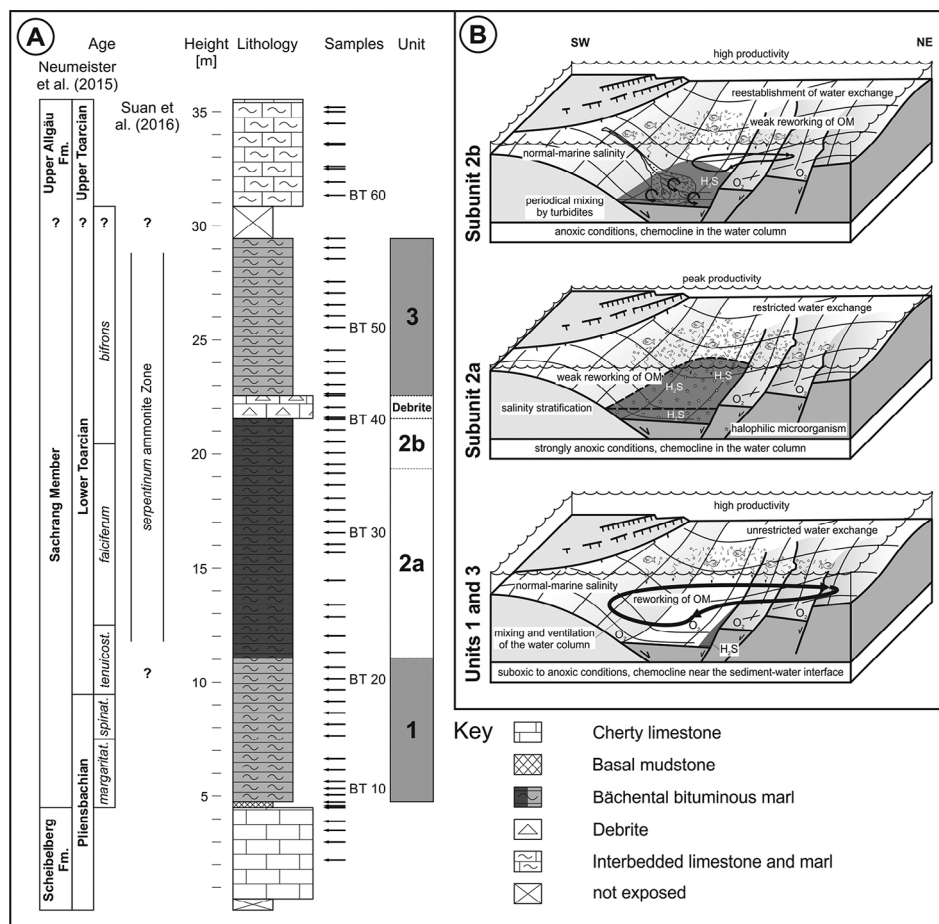 A
Age
Neumeister
et al. (2015)
Suan et
al. (2016)
Height
[m]
Lithology
Samples
Unit
Upper Allgäu
Fm.
Upper Toarcian
?
?
?
?
Sachrang Member
Lower Toarcian
bifrons
falciferum
tenuicost.
serpentinum ammonite Zone
?
Scheibelberg
Fm.
Pliensbachian
spinat.
margaritat.
35
30
25
20
15
10
5
BT 60
BT 50
BT 40
BT 30
BT 20
BT 10
3
Debrite
2b
2a
1
B
SW
NE
Subunit 2b
high productivity
reestablishment of water exchange
weak reworking of OM
normal-marine salinity
H2S
O2
O2
periodical mixing
by turbidites
anoxic conditions, chemocline in the water column
Subunit 2a
peak productivity
restricted water exchange
weak reworking of OM
H2S
H2S
salinity stratification
H2S
halophilic microorganism
strongly anoxic conditions, chemocline in the water column
Units 1 and 3
high productivity
unrestricted water exchange
normal-marine salinity
reworking of OM
O2
O2
O2
O2
mixing and ventilation
of the water column
H2S
suboxic to anoxic conditions, chemocline near the sediment-water interface
Key
Cherty limestone
Basal mudstone
Bächental bituminous marl
Debrite
Interbedded limestone and marl
not exposed